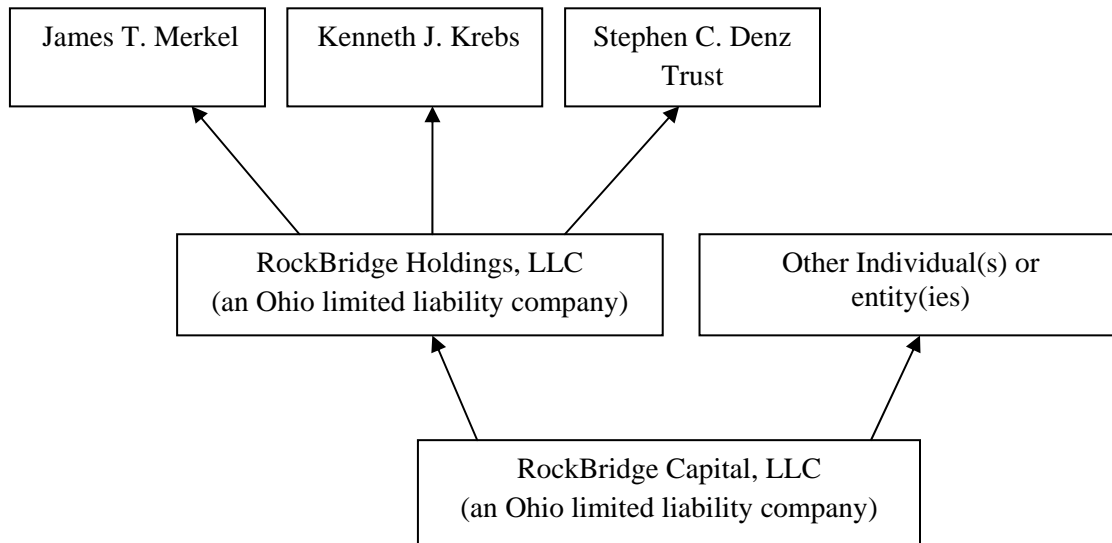 James T. Merkel
Kenneth J. Krebs
Stephen C. Denz
Trust
RockBridge Holdings, LLC
(an Ohio limited liability company)
Other Individual(s) or
entity(ies)
RockBridge Capital, LLC
(an Ohio limited liability company)